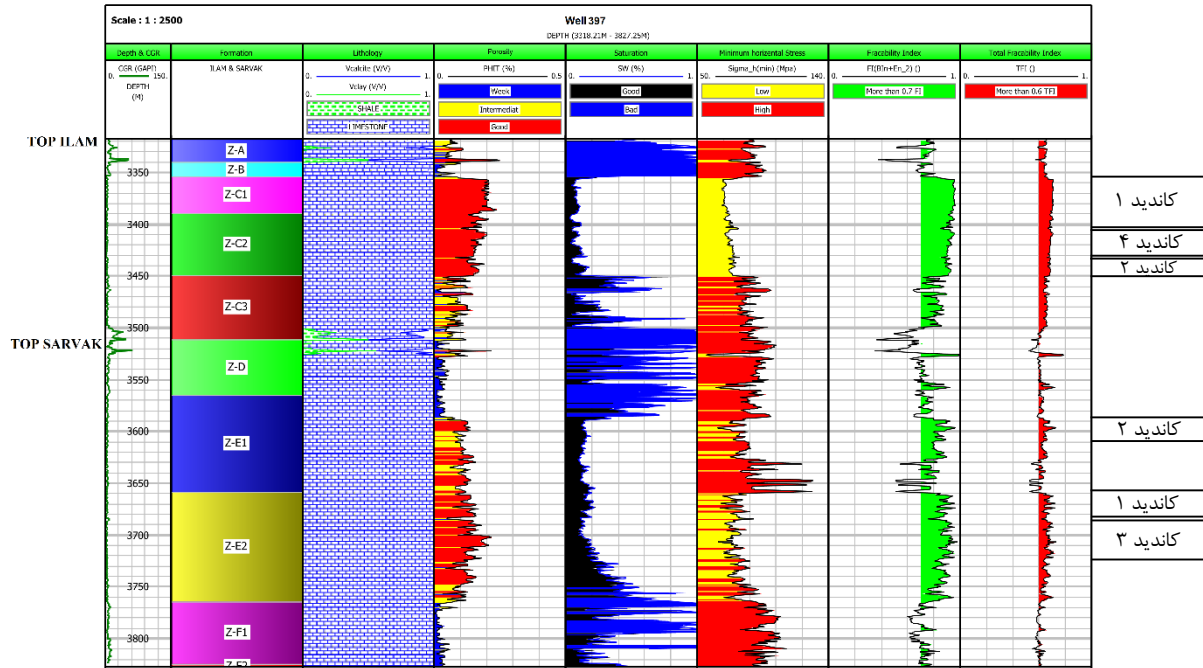 Scale : 1 : 2500
Well 397
DEPTH (3318.21M - 3827.25M)
Depth & CGR
Formation
Lithology
Porosity
Saturation
Minimum horizental Stress
Fracability Index
Total Fracability Index
CGR (GAPI)
0. 150.
DEPTH
(M)
ILAM & SARVAK
Vcalcite (V/V)
0. 1.
Vclay (V/V)
0. 1.
SHALE
LIMESTONE
PHIT (%)
0. 0.5
Weak
Intermediat
Good
SW (%)
0. 1.
Good
Bad
Sigma_h(min) (Mpa)
50. 140.
Low
High
FI(BIn+En_2) ()
0. 1.
More than 0.7 FI
TFI ()
0. 1.
More than 0.6 TFI
TOP ILAM
Z-A
3350
Z-B
Z-C1
کاندید ۱
3400
Z-C2
کاندید ۴
3450
کاندید ۲
Z-C3
3500
TOP SARVAK
Z-D
3550
3600
Z-E1
کاندید ۲
3650
Z-E2
کاندید ۱
3700
کاندید ۳
3750
Z-F1
3800
Z-F2